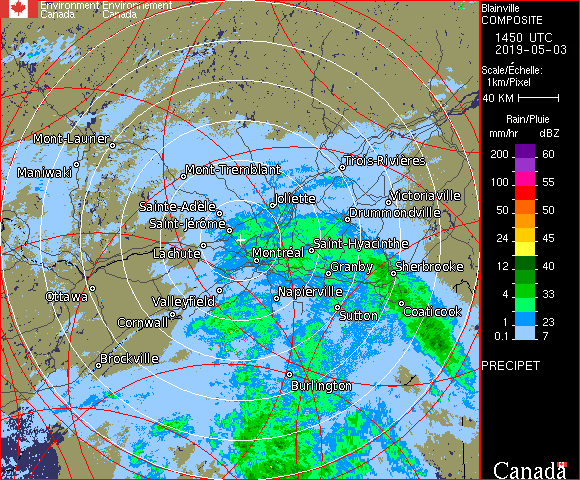 Environment Environnement
Canada Canada
Blainville
COMPOSITE
1450 UTC
2019-05-03
Scale/Échelle:
1km/Pixel
40 KM
Rain/Pluie
mm/hr dBZ
200 60
100 55
50 50
24 45
12 40
4 33
1 23
0.1 7
PRECIPET
Mont-Laurier
Maniwaki
Mont-Tremblant
Trois-Rivières
Sainte-Adèle
Joliette
Victoriaville
Saint-Jérôme
Drummondville
Lachute
Montréal
Saint-Hyacinthe
Granby
Sherbrooke
Ottawa
Valleyfield
Napierville
Cornwall
Sutton
Coaticook
Brockville
Burlington
Canada